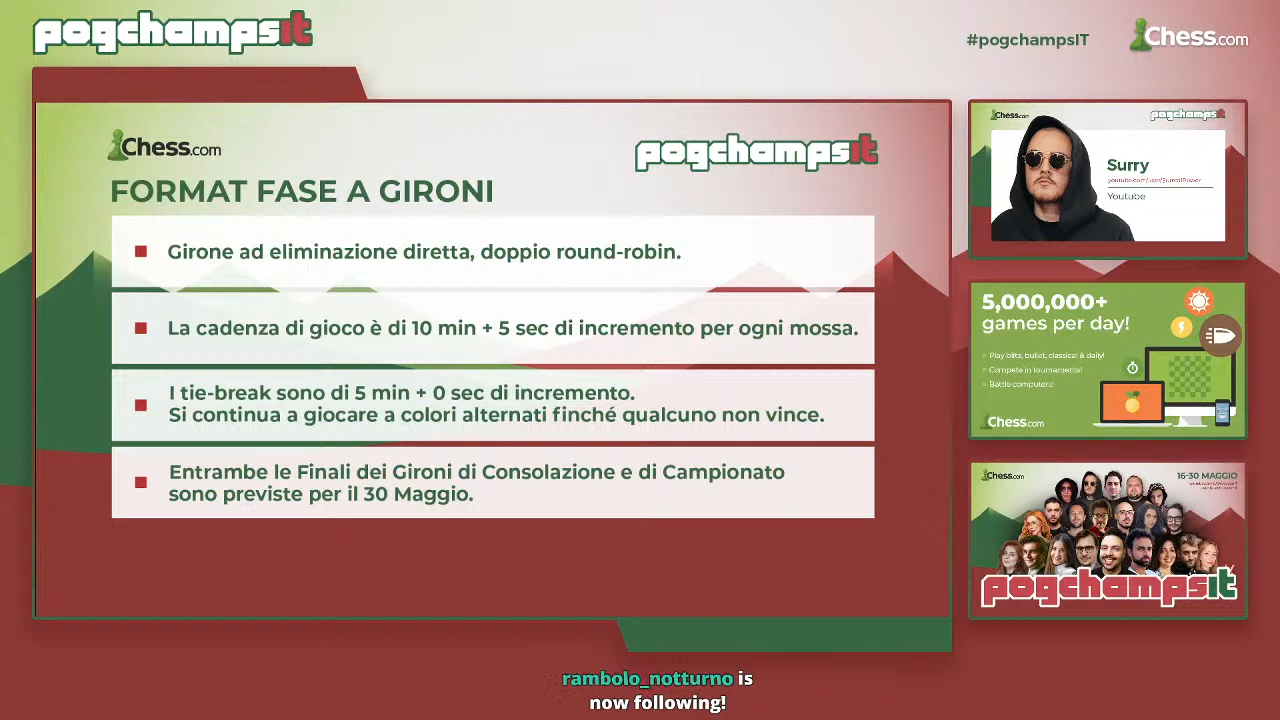 pogchampsit
#pogchampsIT
Chess.com
Chess.com
pogchampsit
FORMAT FASE A GIRONI
Girone ad eliminazione diretta, doppio round-robin.
La cadenza di gioco è di 10 min + 5 sec di incremento per ogni mossa.
I tie-break sono di 5 min + 0 sec di incremento.
Si continua a giocare a colori alternati finché qualcuno non vince.
Entrambe le Finali dei Gironi di Consolazione e di Campionato
sono previste per il 30 Maggio.
Chess.com
pogchampsit
Surry
youtube.com/user/SurrealPower
Youtube
5,000,000+
games per day!
Play blitz, bullet, classical & daily!
Compete in tournaments!
Battle computers!
Chess.com
Chess.com
16-30 MAGGIO
pogchampsit
rambolo_notturno is
now following!